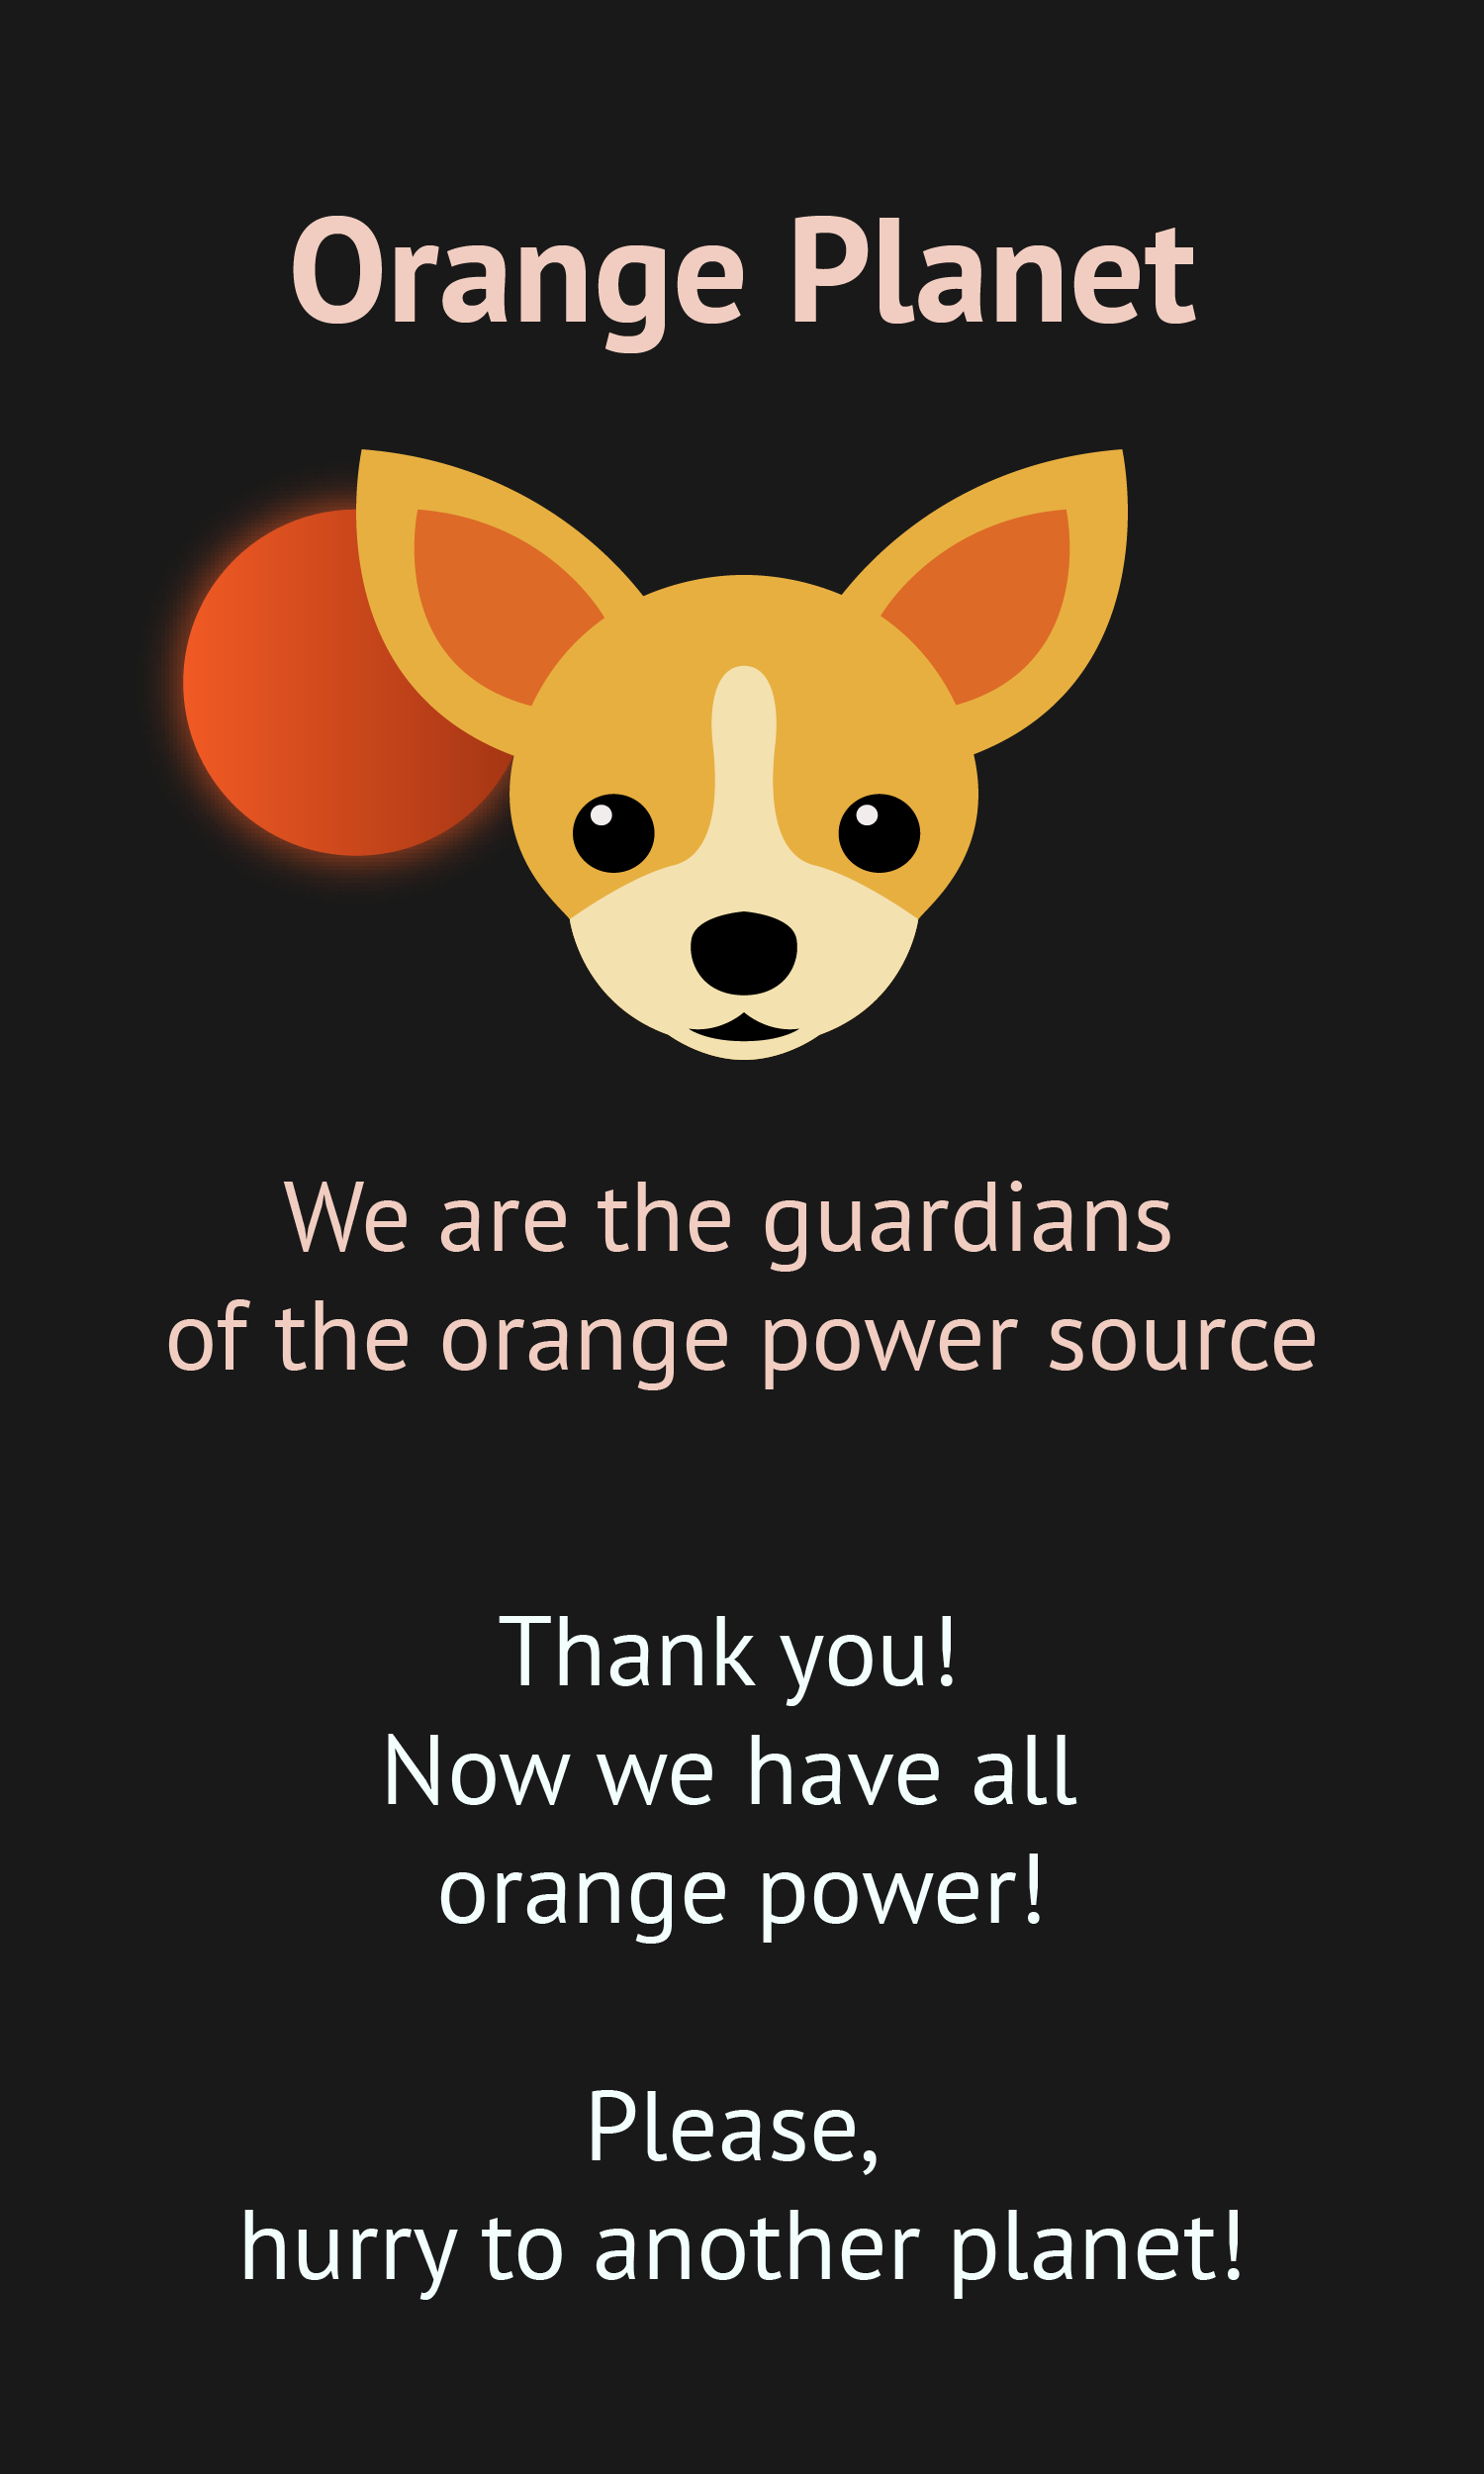 Orange Planet
We are the guardians
of the orange power source
Thank you!
Now we have all
orange power!
Please,
hurry to another planet!